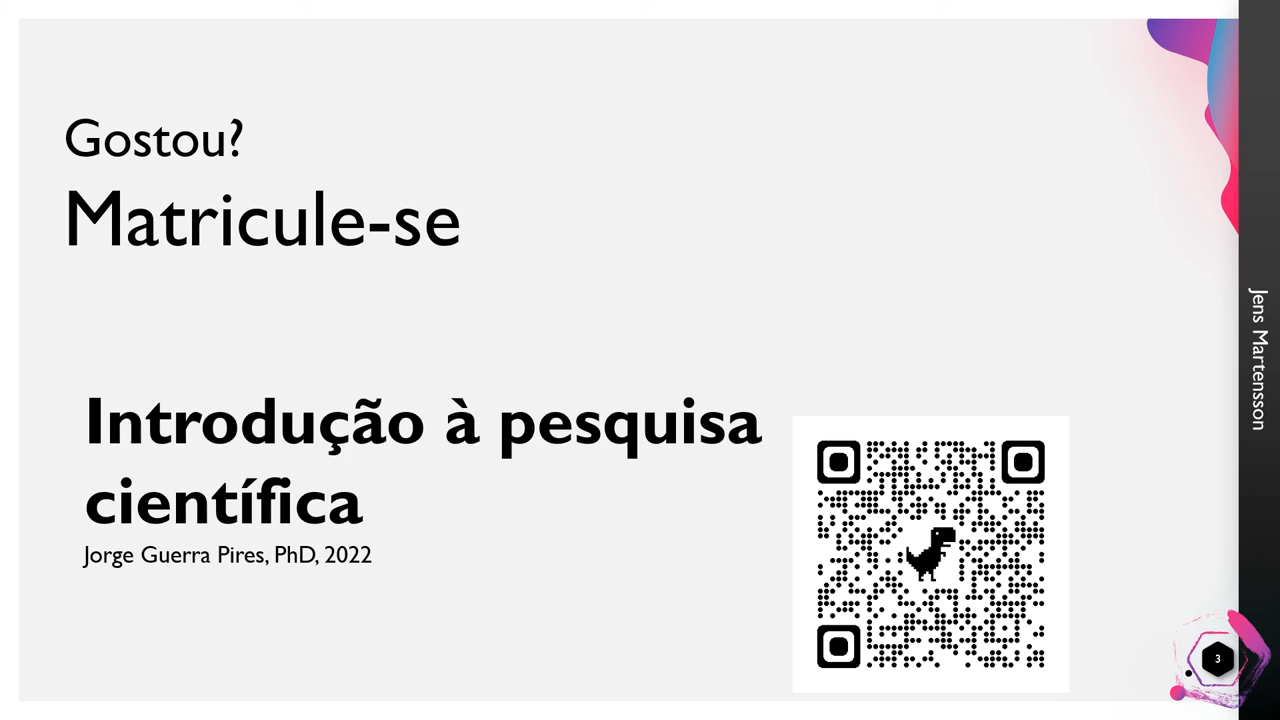 Gostou?
Matricule-se
Introdução à pesquisa
científica
Jorge Guerra Pires, PhD, 2022
Jens Martensson
3